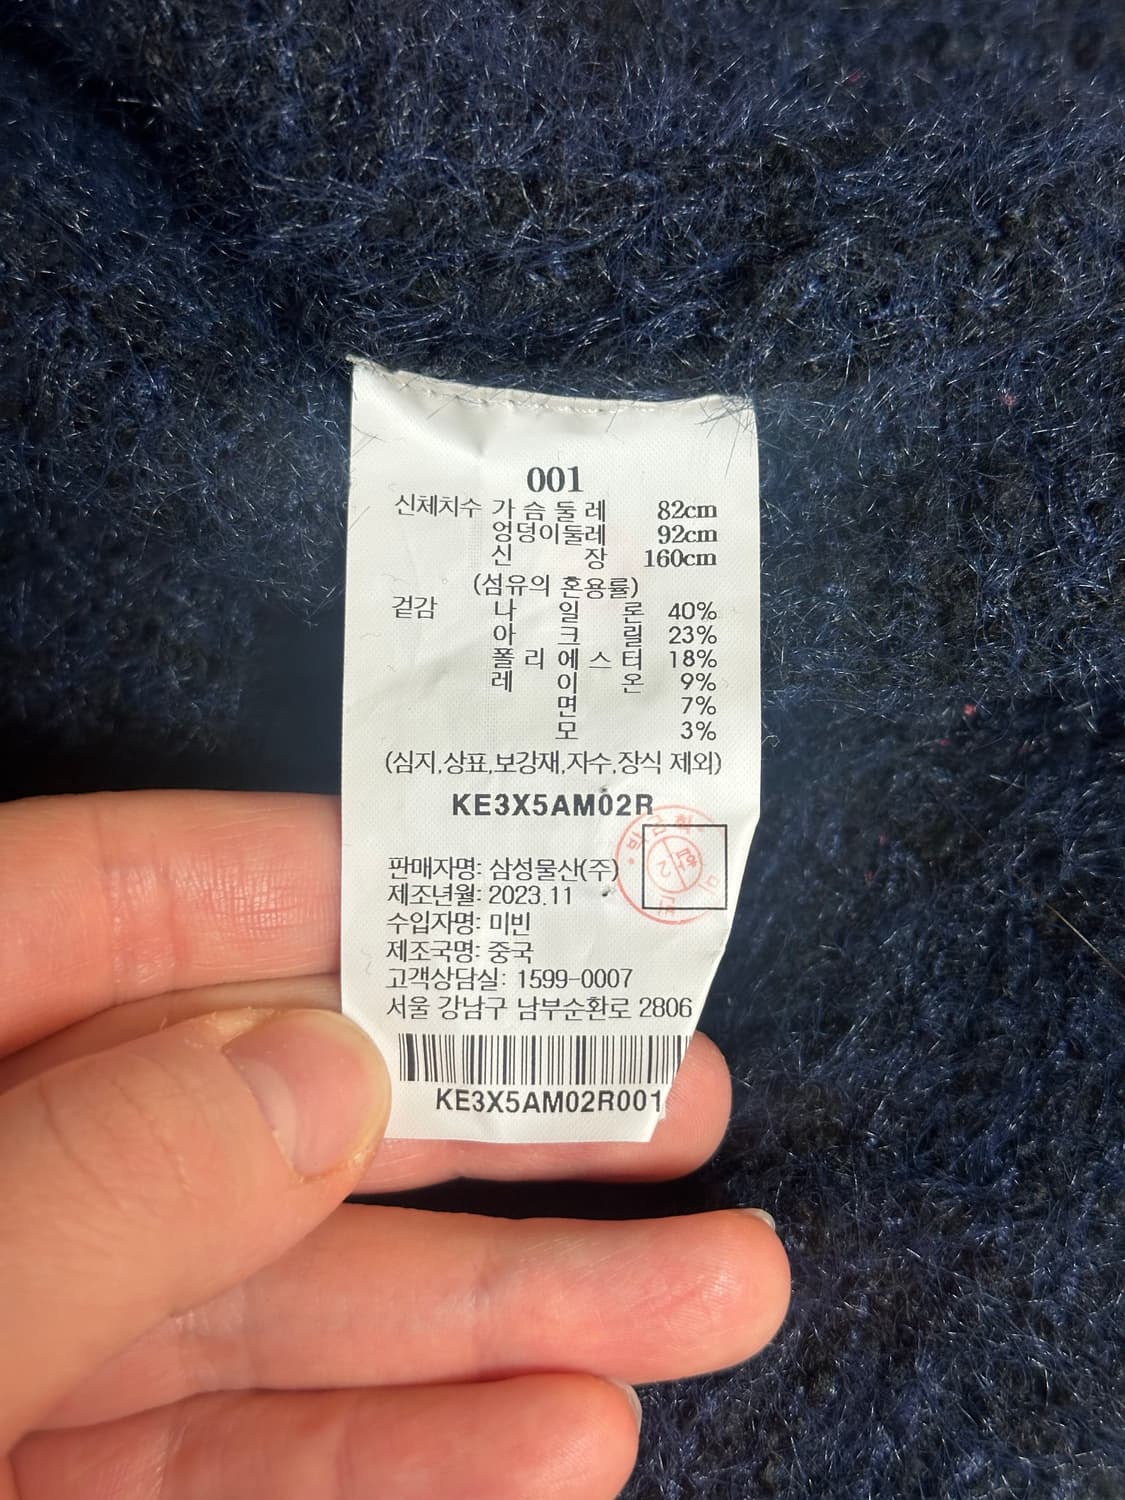 001
신체치수 가슴둘레 82cm
엉덩이둘레 92cm
신장 160cm
(섬유의 혼용률)
겉감 나일론 40%
아크릴 23%
폴리에스터 18%
레이온 9%
면 7%
모 3%
(심지,상표,보강재,자수,장식 제외)
KE3X5AM02R
판매자명: 삼성물산(주)
제조년월: 2023.11
수입자명: 미빈
제조국명: 중국
고객상담실: 1599-0007
서울 강남구 남부순환로 2806
KE3X5AM02R001